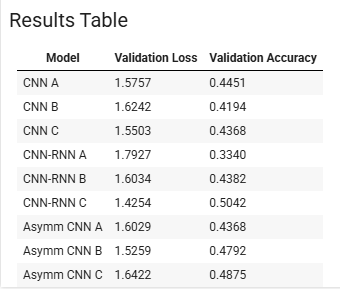 Results Table
Model Validation Loss Validation Accuracy
CNN A 1.5757 0.4451
CNN B 1.6242 0.4194
CNN C 1.5503 0.4368
CNN-RNN A 1.7927 0.3340
CNN-RNN B 1.6034 0.4382
CNN-RNN C 1.4254 0.5042
Asymm CNN A 1.6029 0.4368
Asymm CNN B 1.5259 0.4792
Asymm CNN C 1.6422 0.4875